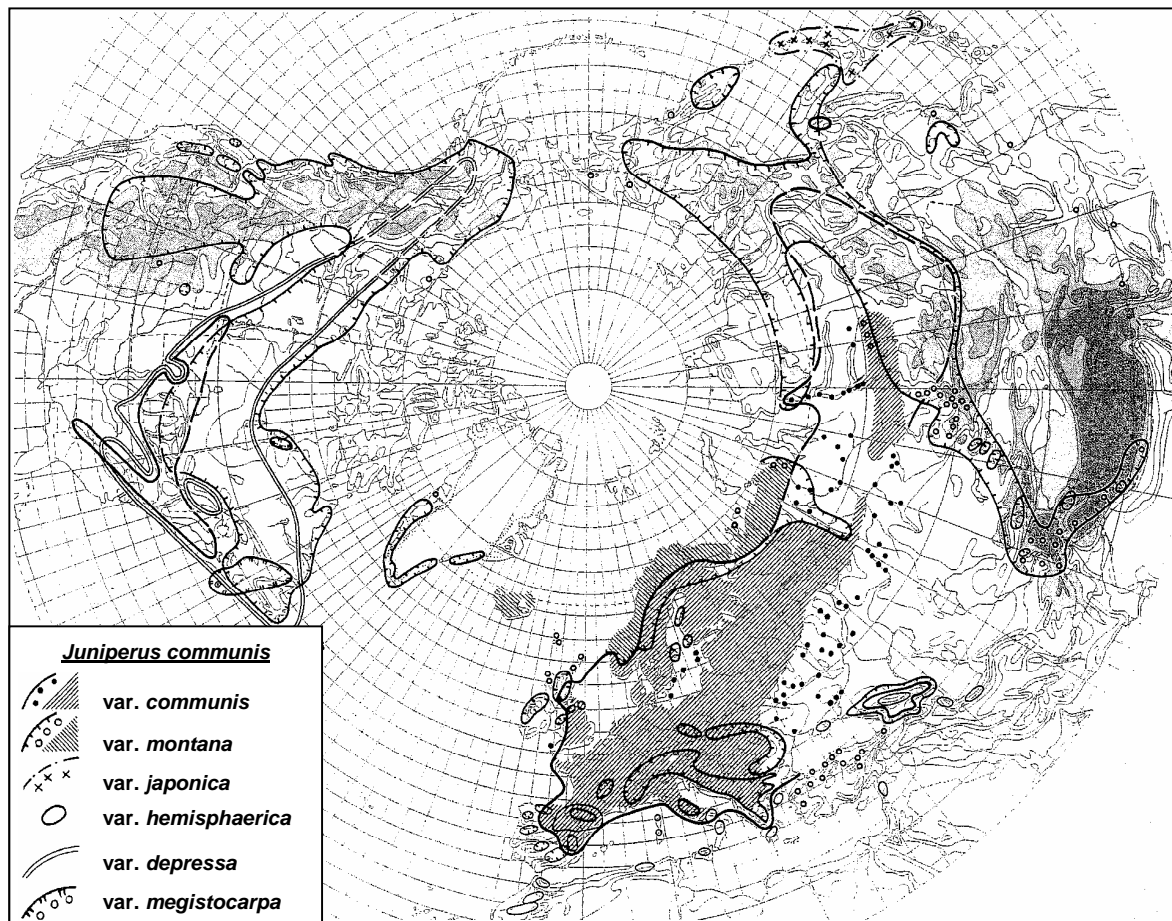 Juniperus communis
var. communis
var. montana
var. japonica
var. hemisphaerica
var. depressa
var. megistocarpa